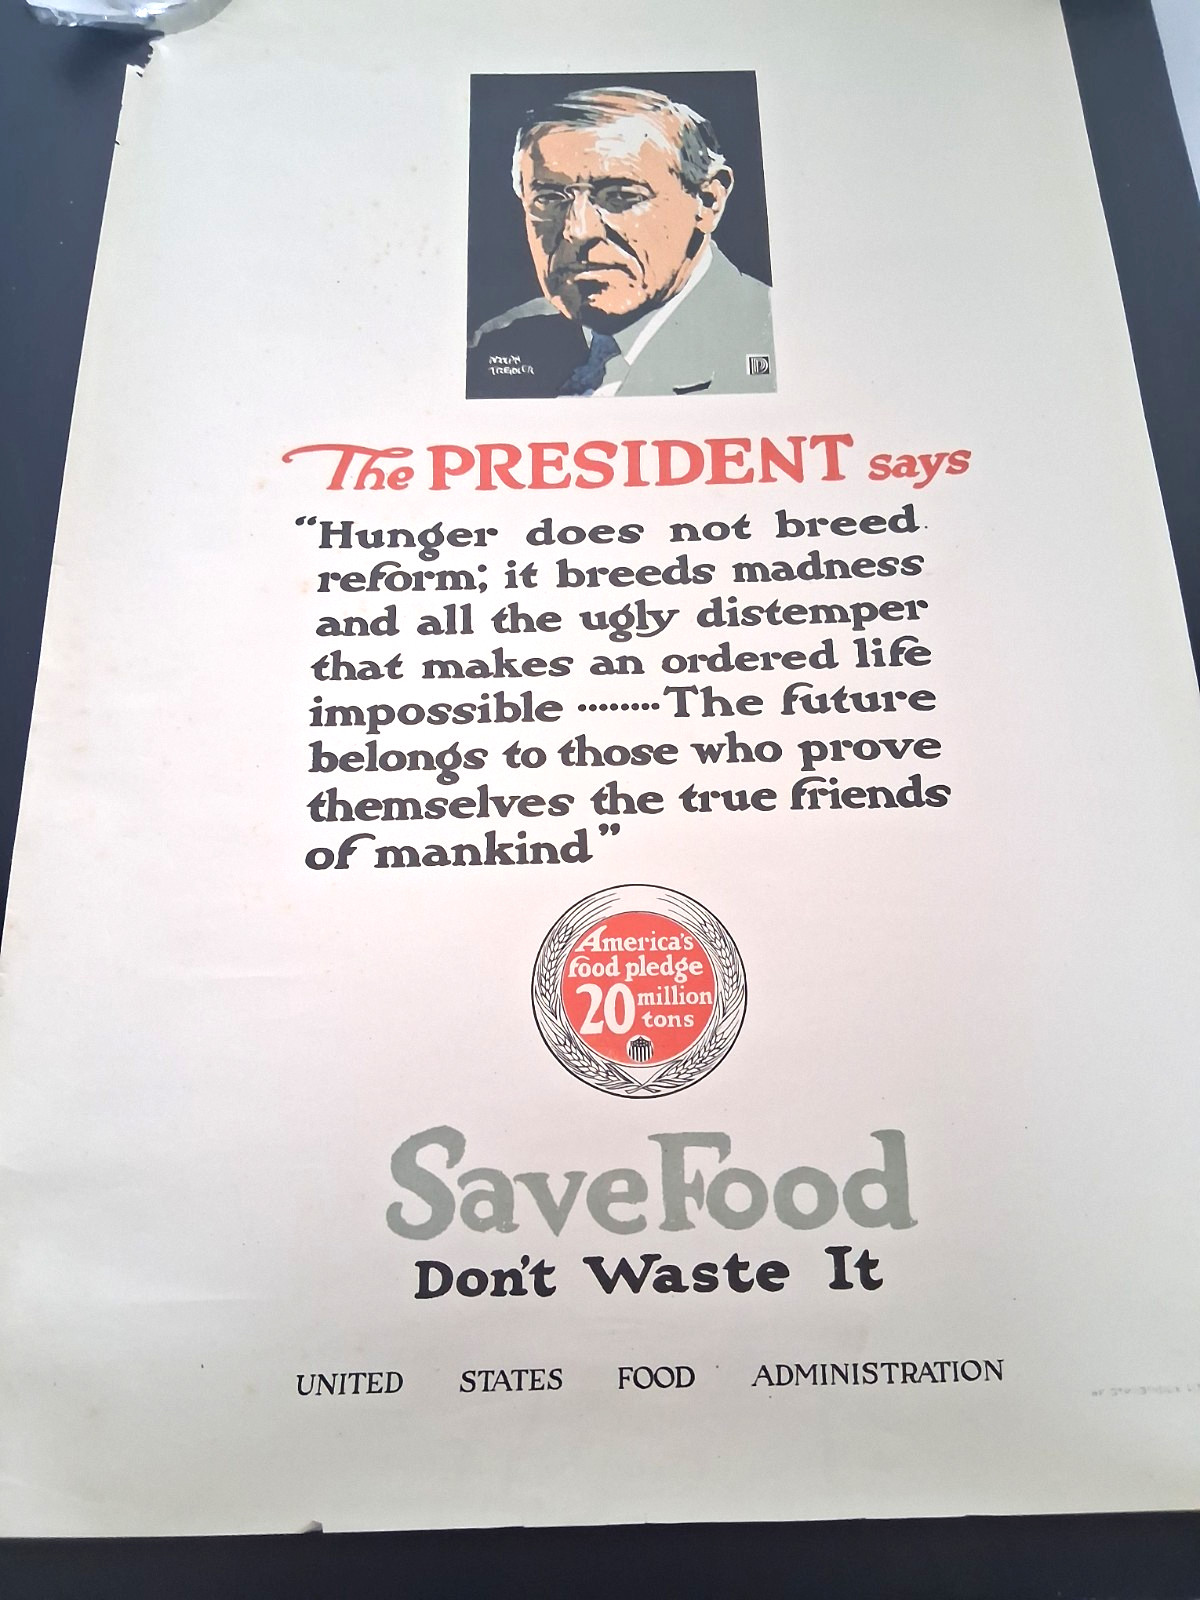 ADOLPH
TREIDLER
D
The PRESIDENT says
“Hunger does not breed
reform; it breeds madness
and all the ugly distemper
that makes an ordered life
impossible ········The future
belongs to those who prove
themselves the true friends
of mankind”
America's
food pledge
20 million
tons
Save Food
Don't Waste It
UNITED STATES FOOD ADMINISTRATION